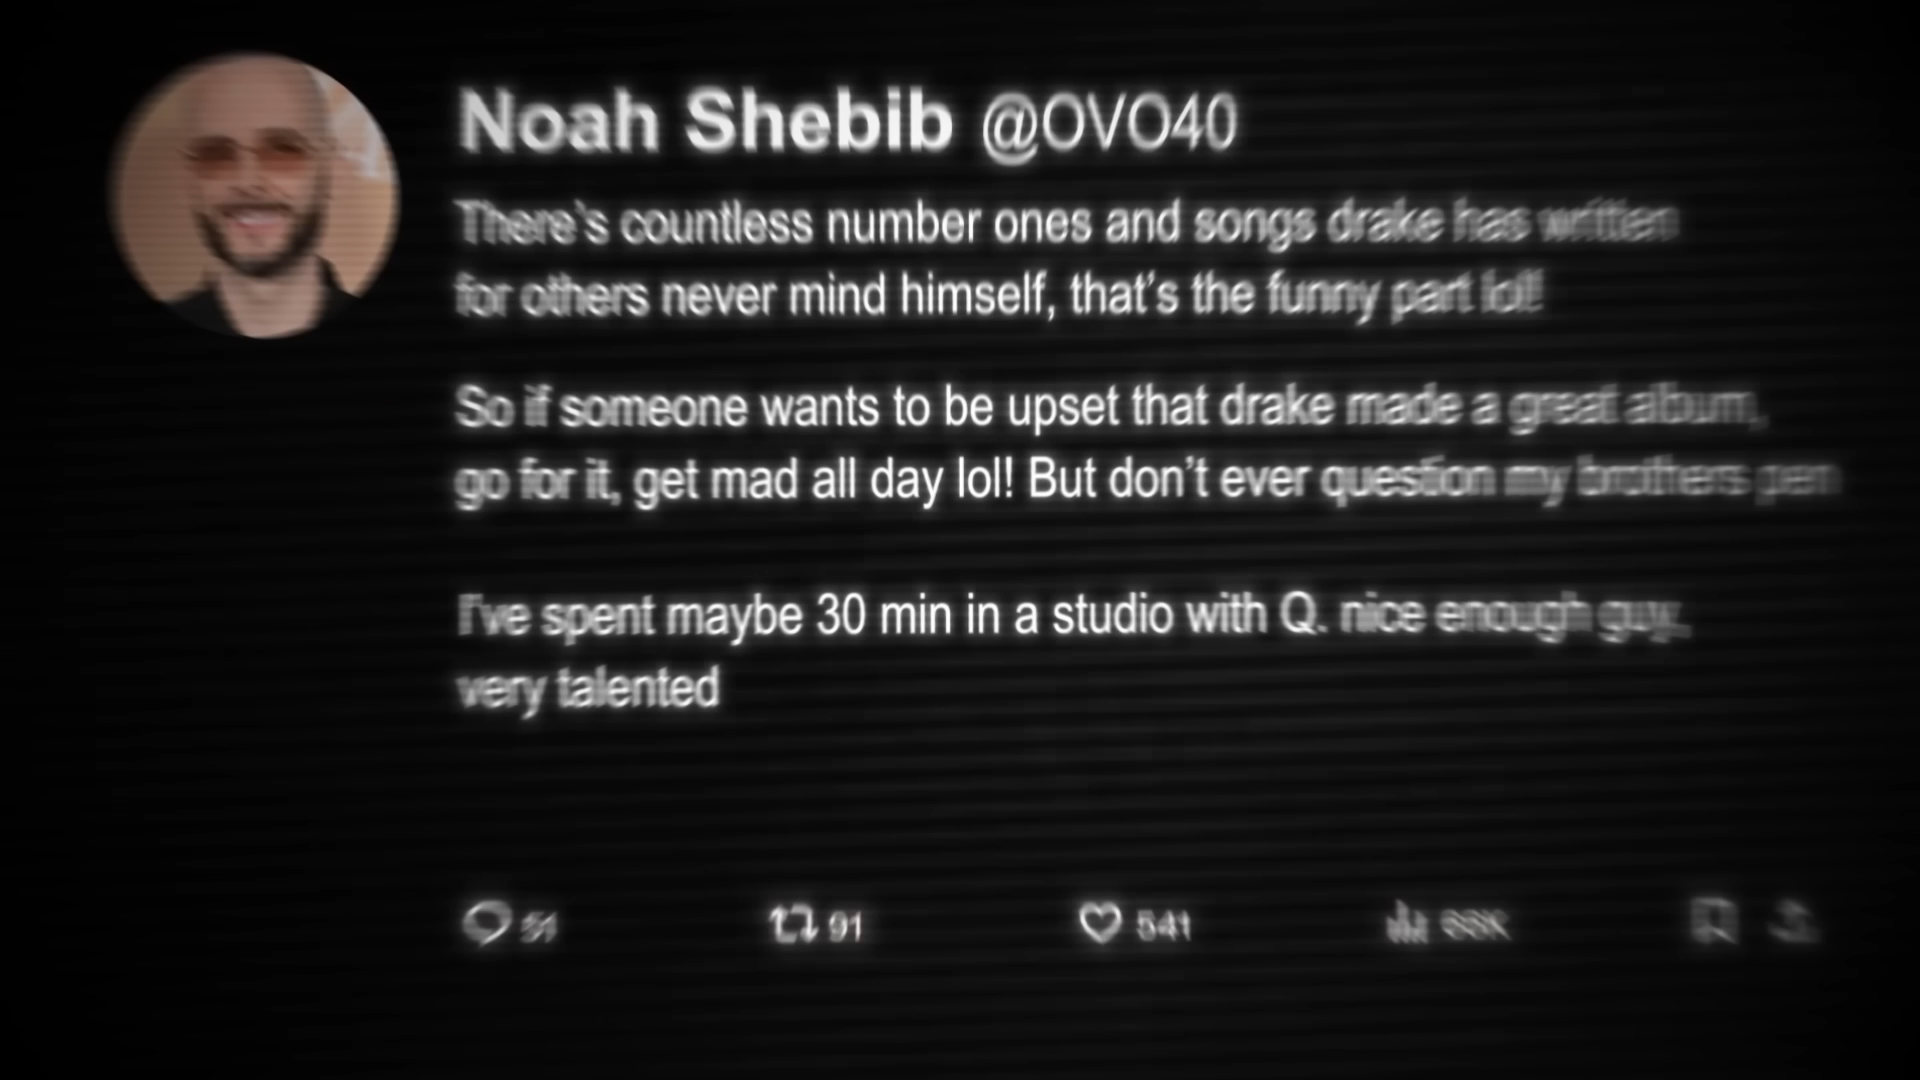 Noah Shebib @OVO40
There's countless number ones and songs drake has written
for others never mind himself, that's the funny part lol!
So if someone wants to be upset that drake made a great album,
go for it, get mad all day lol! But don't ever question my brothers pen
I've spent maybe 30 min in a studio with Q. nice enough guy,
very talented
51 91 541